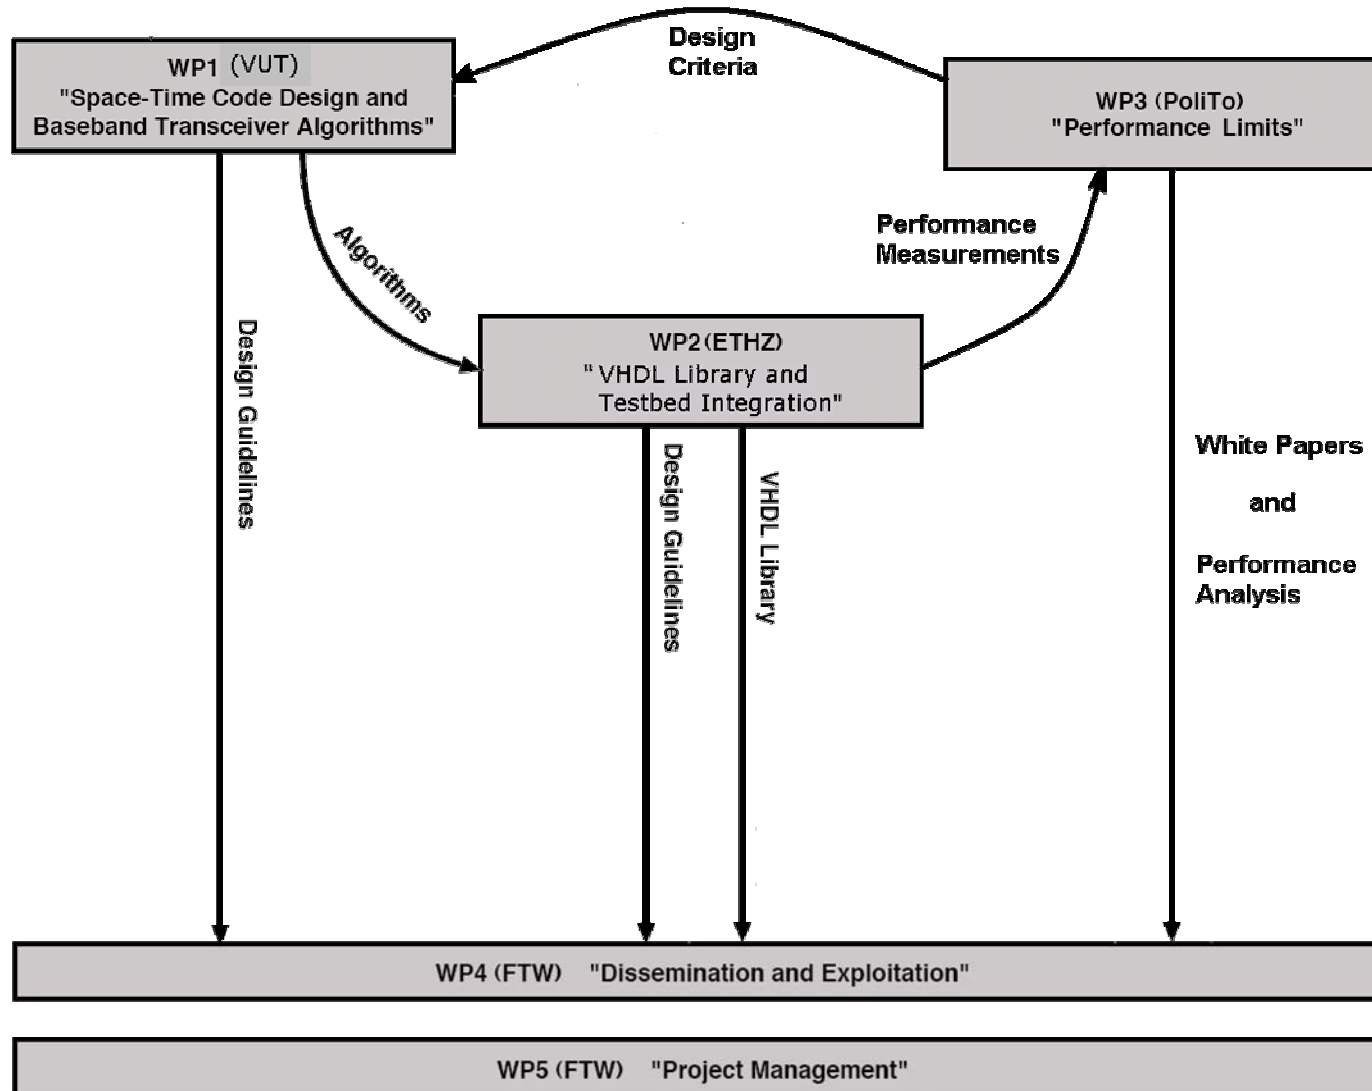 Design
Criteria
WP1 (VUT)
"Space-Time Code Design and
Baseband Transceiver Algorithms"
WP3 (PoliTo)
"Performance Limits"
Algorithms
Performance
Measurements
Design Guidelines
WP2(ETHZ)
"VHDL Library and
Testbed Integration"
Design Guidelines
VHDL Library
White Papers
and
Performance
Analysis
WP4 (FTW) "Dissemination and Exploitation"
WP5 (FTW) "Project Management"